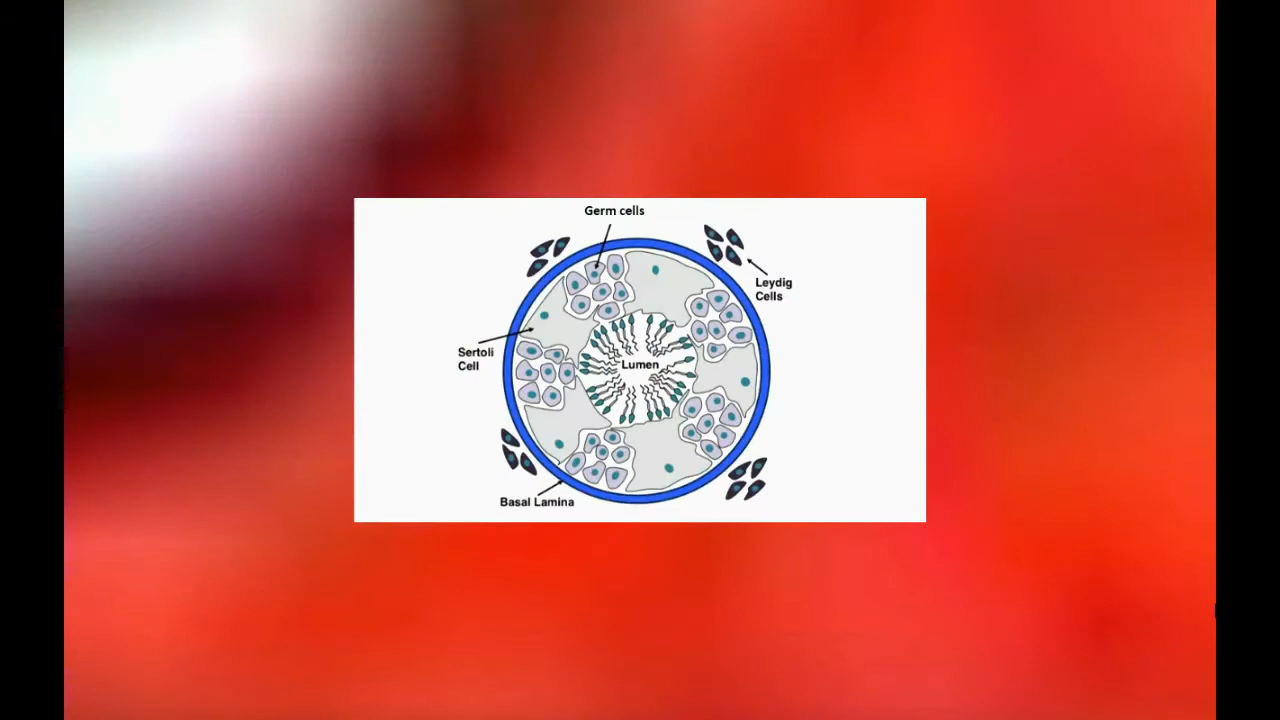 Germ cells
Leydig
Cells
Sertoli
Cell
Lumen
Basal Lamina